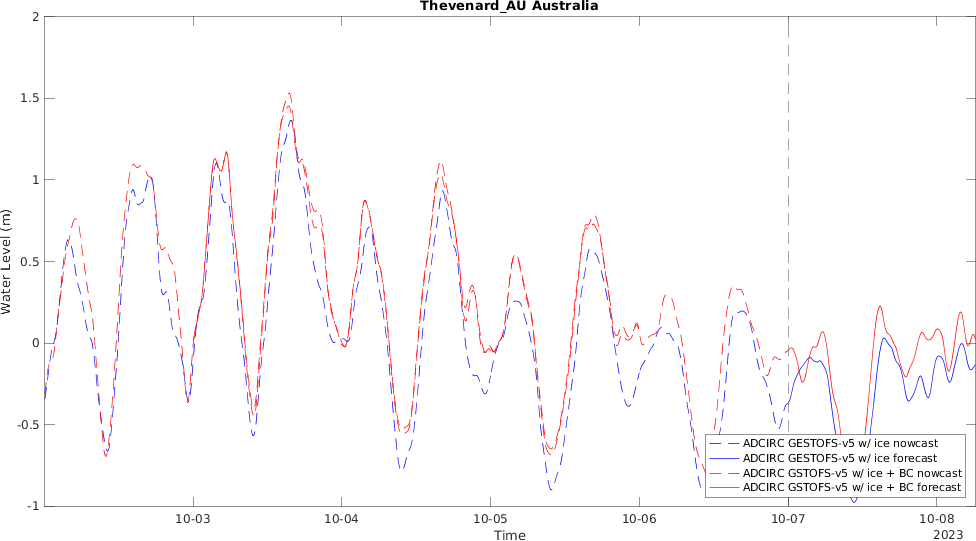 Thevenard_AU Australia
Water Level (m)
2
1.5
1
0.5
0
-0.5
-1
ADCIRC GESTOFS-v5 w/ ice nowcast
ADCIRC GESTOFS-v5 w/ ice forecast
ADCIRC GSTOFS-v5 w/ ice + BC nowcast
ADCIRC GSTOFS-v5 w/ ice + BC forecast
10-03 10-04 10-05 10-06 10-07 10-08
Time
2023